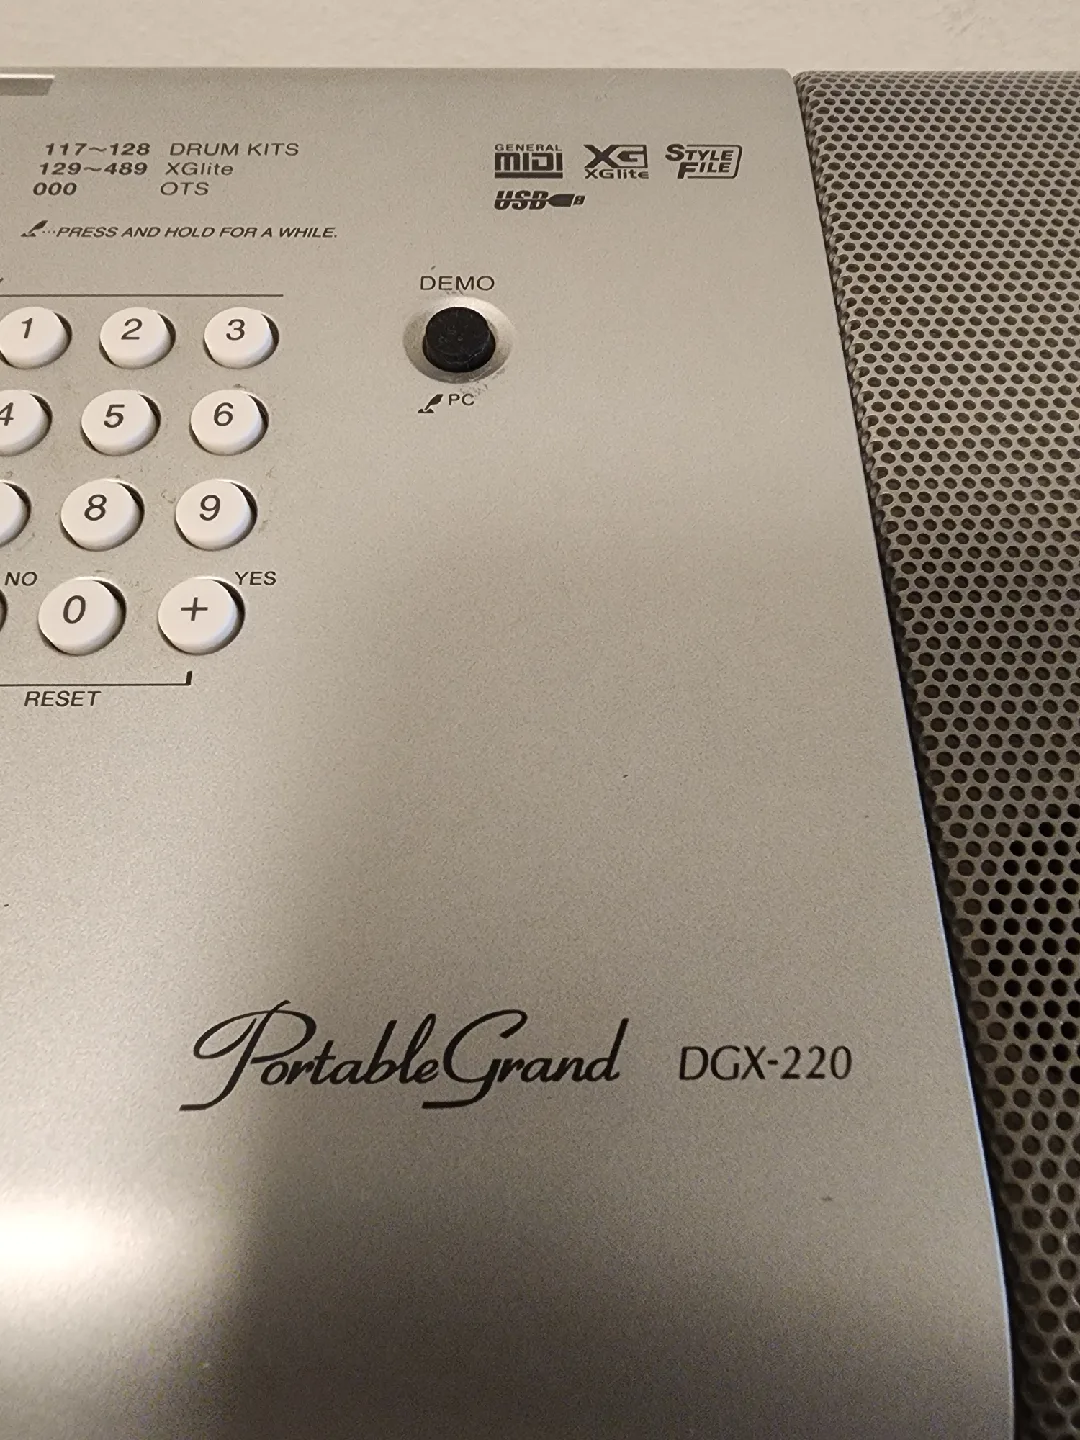 117~128 DRUM KITS
129~489 XGlite
000 OTS
···PRESS AND HOLD FOR A WHILE.
GENERAL MIDI XG XGlite STYLE FILE
USB
DEMO
PC
1 2 3
4 5 6
8 9
NO YES
0 +
RESET
PortableGrand DGX-220